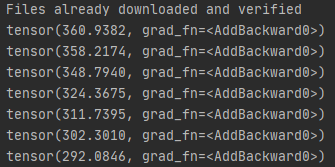 Files already downloaded and verified
tensor(360.9382, grad_fn=<AddBackward0>)
tensor(358.2174, grad_fn=<AddBackward0>)
tensor(348.7940, grad_fn=<AddBackward0>)
tensor(324.3675, grad_fn=<AddBackward0>)
tensor(311.7395, grad_fn=<AddBackward0>)
tensor(302.3010, grad_fn=<AddBackward0>)
tensor(292.0846, grad_fn=<AddBackward0>)